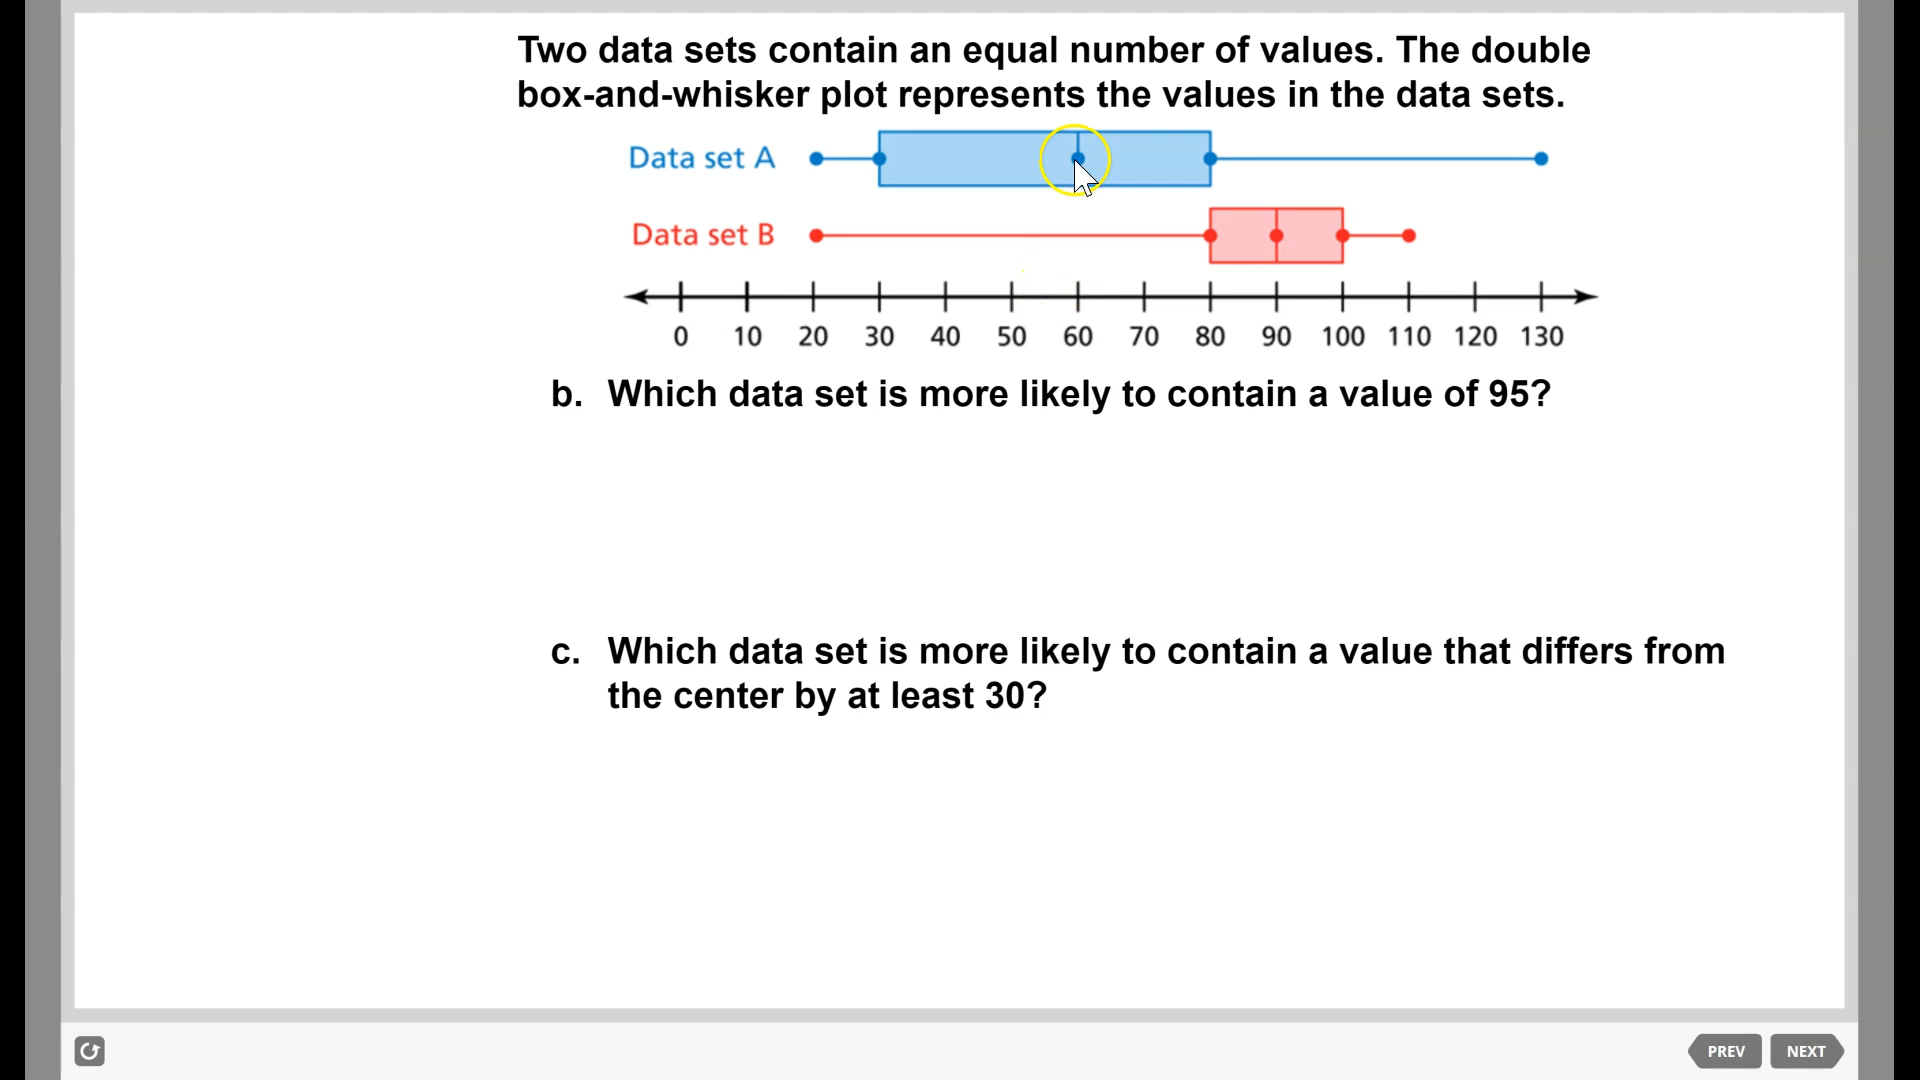 Two data sets contain an equal number of values. The double
box-and-whisker plot represents the values in the data sets.
Data set A
Data set B
0 10 20 30 40 50 60 70 80 90 100 110 120 130
b. Which data set is more likely to contain a value of 95?
c. Which data set is more likely to contain a value that differs from
the center by at least 30?
PREV NEXT